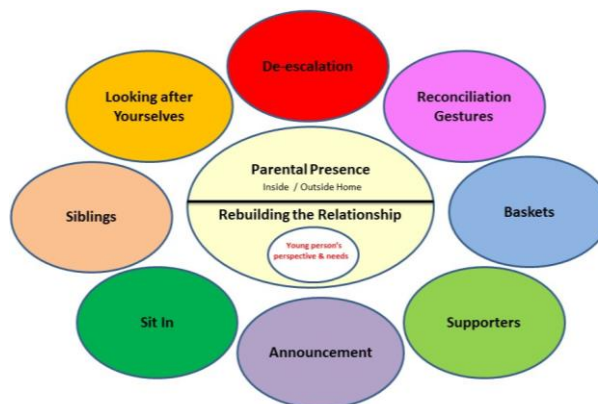 De-escalation
Looking after
Yourselves
Reconciliation
Gestures
Parental Presence
Inside / Outside Home
Siblings
Rebuilding the Relationship
Baskets
Young person's
perspective & needs
Sit In
Supporters
Announcement